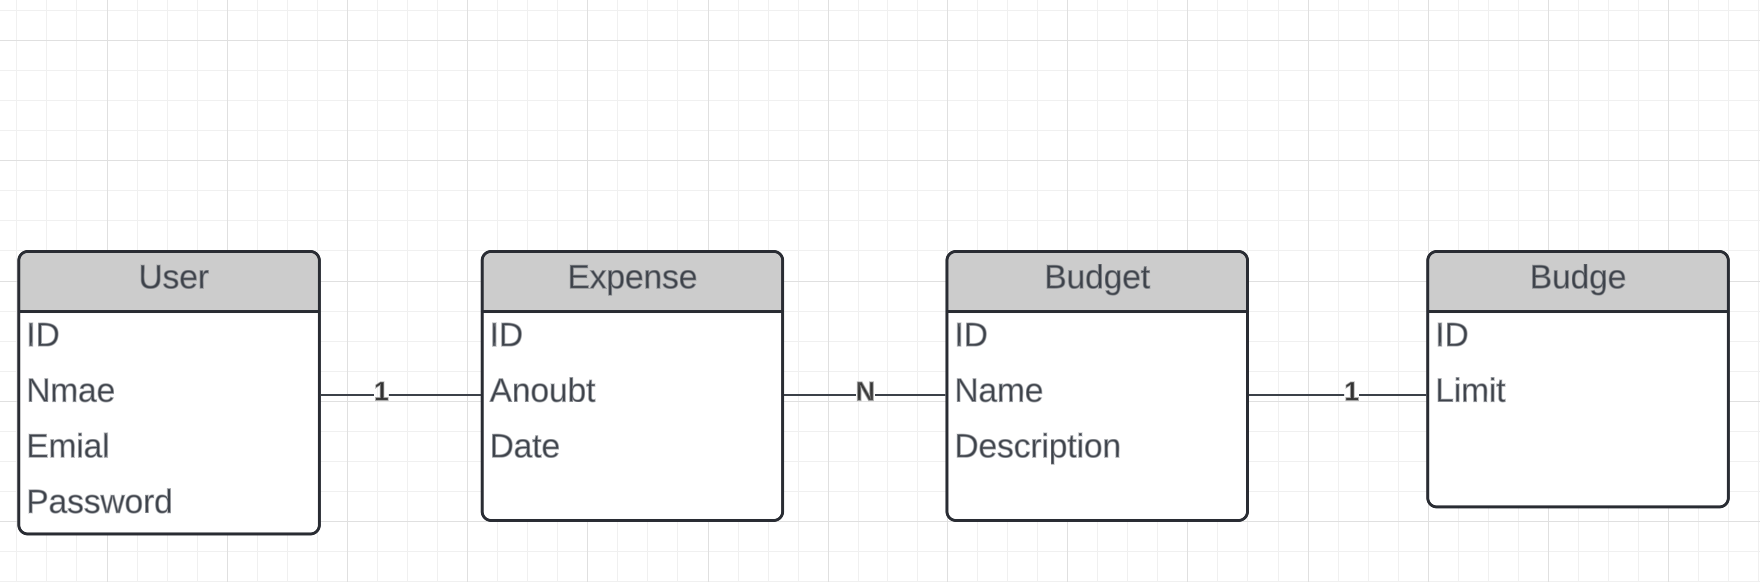 User
ID
Nmae
Emial
Password
1
Expense
ID
Anoubt
Date
N
Budget
ID
Name
Description
1
Budge
ID
Limit